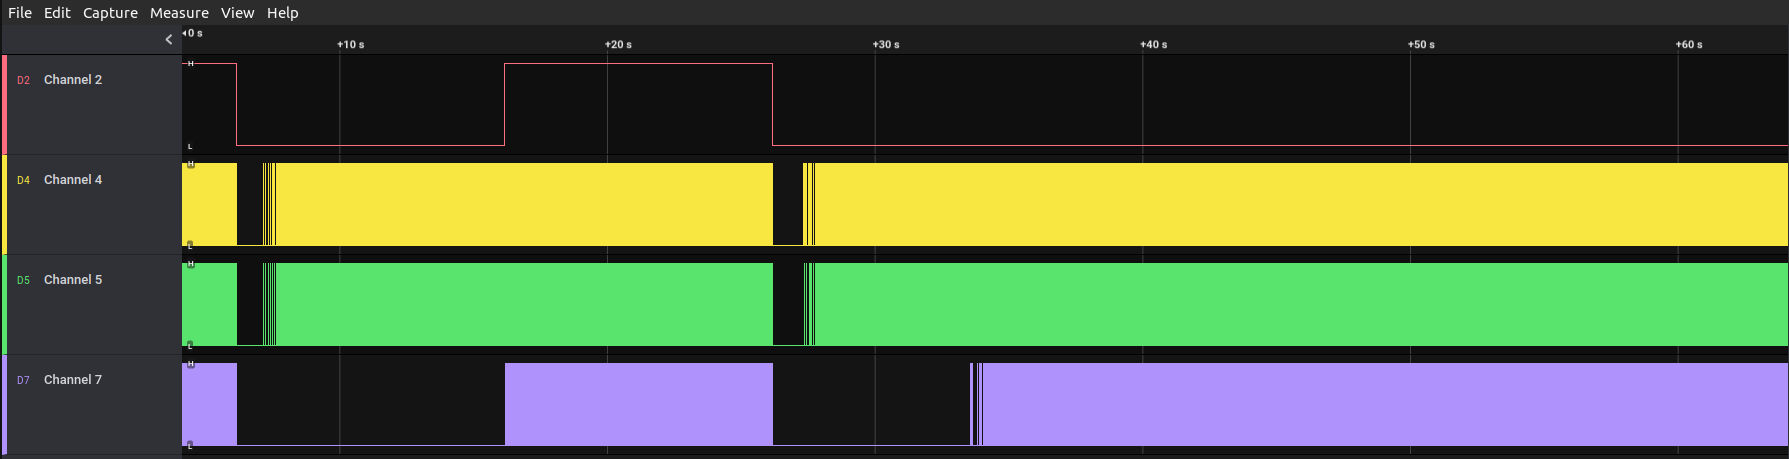 File Edit Capture Measure View Help
0 s
+10 s +20 s +30 s +40 s +50 s +60 s
D2 Channel 2
H
L
D4 Channel 4
H
L
D5 Channel 5
H
L
D7 Channel 7
H
L